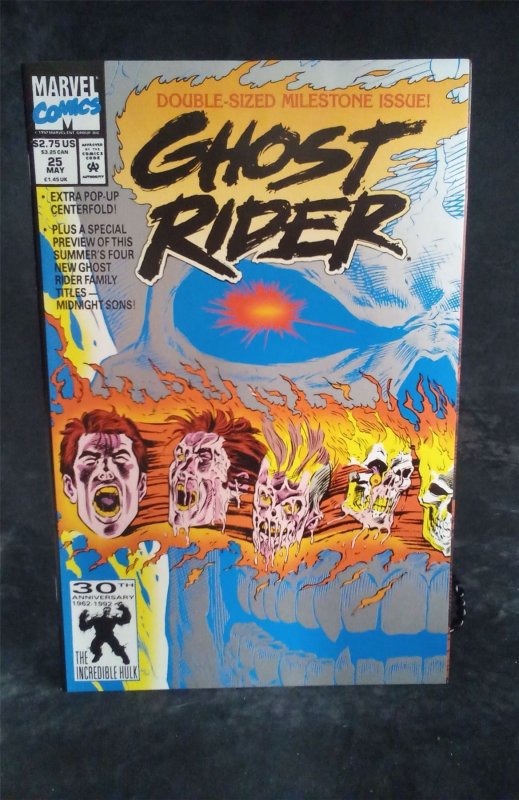 MARVEL
COMICS
DOUBLE-SIZED MILESTONE ISSUE!
GHOST
RIDER
$2.75 US
$3.25 CAN
25
MAY
£1.45 UK
APPROVED
BY THE
COMICS
CODE
AUTHORITY
• EXTRA POP-UP
CENTERFOLD!
• PLUS A SPECIAL
PREVIEW OF THIS
SUMMER'S FOUR
NEW GHOST
RIDER FAMILY
TITLES—
MIDNIGHT SONS!
30TH
ANNIVERSARY
1962-1992
THE
INCREDIBLE HULK